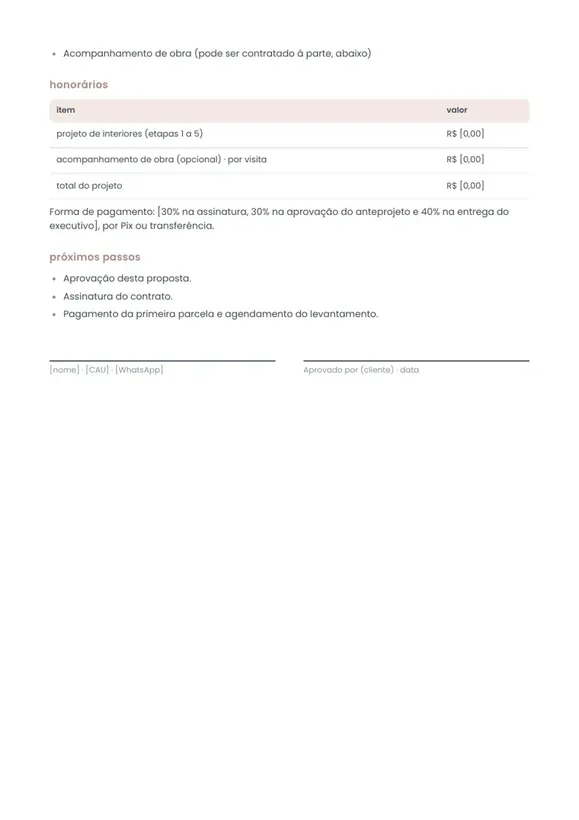 • Acompanhamento de obra (pode ser contratado à parte, abaixo)
honorários
item valor
projeto de interiores (etapas 1 a 5) R$ [0,00]
acompanhamento de obra (opcional) · por visita R$ [0,00]
total do projeto R$ [0,00]
Forma de pagamento: [30% na assinatura, 30% na aprovação do anteprojeto e 40% na entrega do
executivo], por Pix ou transferência.
próximos passos
• Aprovação desta proposta.
• Assinatura do contrato.
• Pagamento da primeira parcela e agendamento do levantamento.
[nome] · [CAU] · [WhatsApp] Aprovado por (cliente) · data